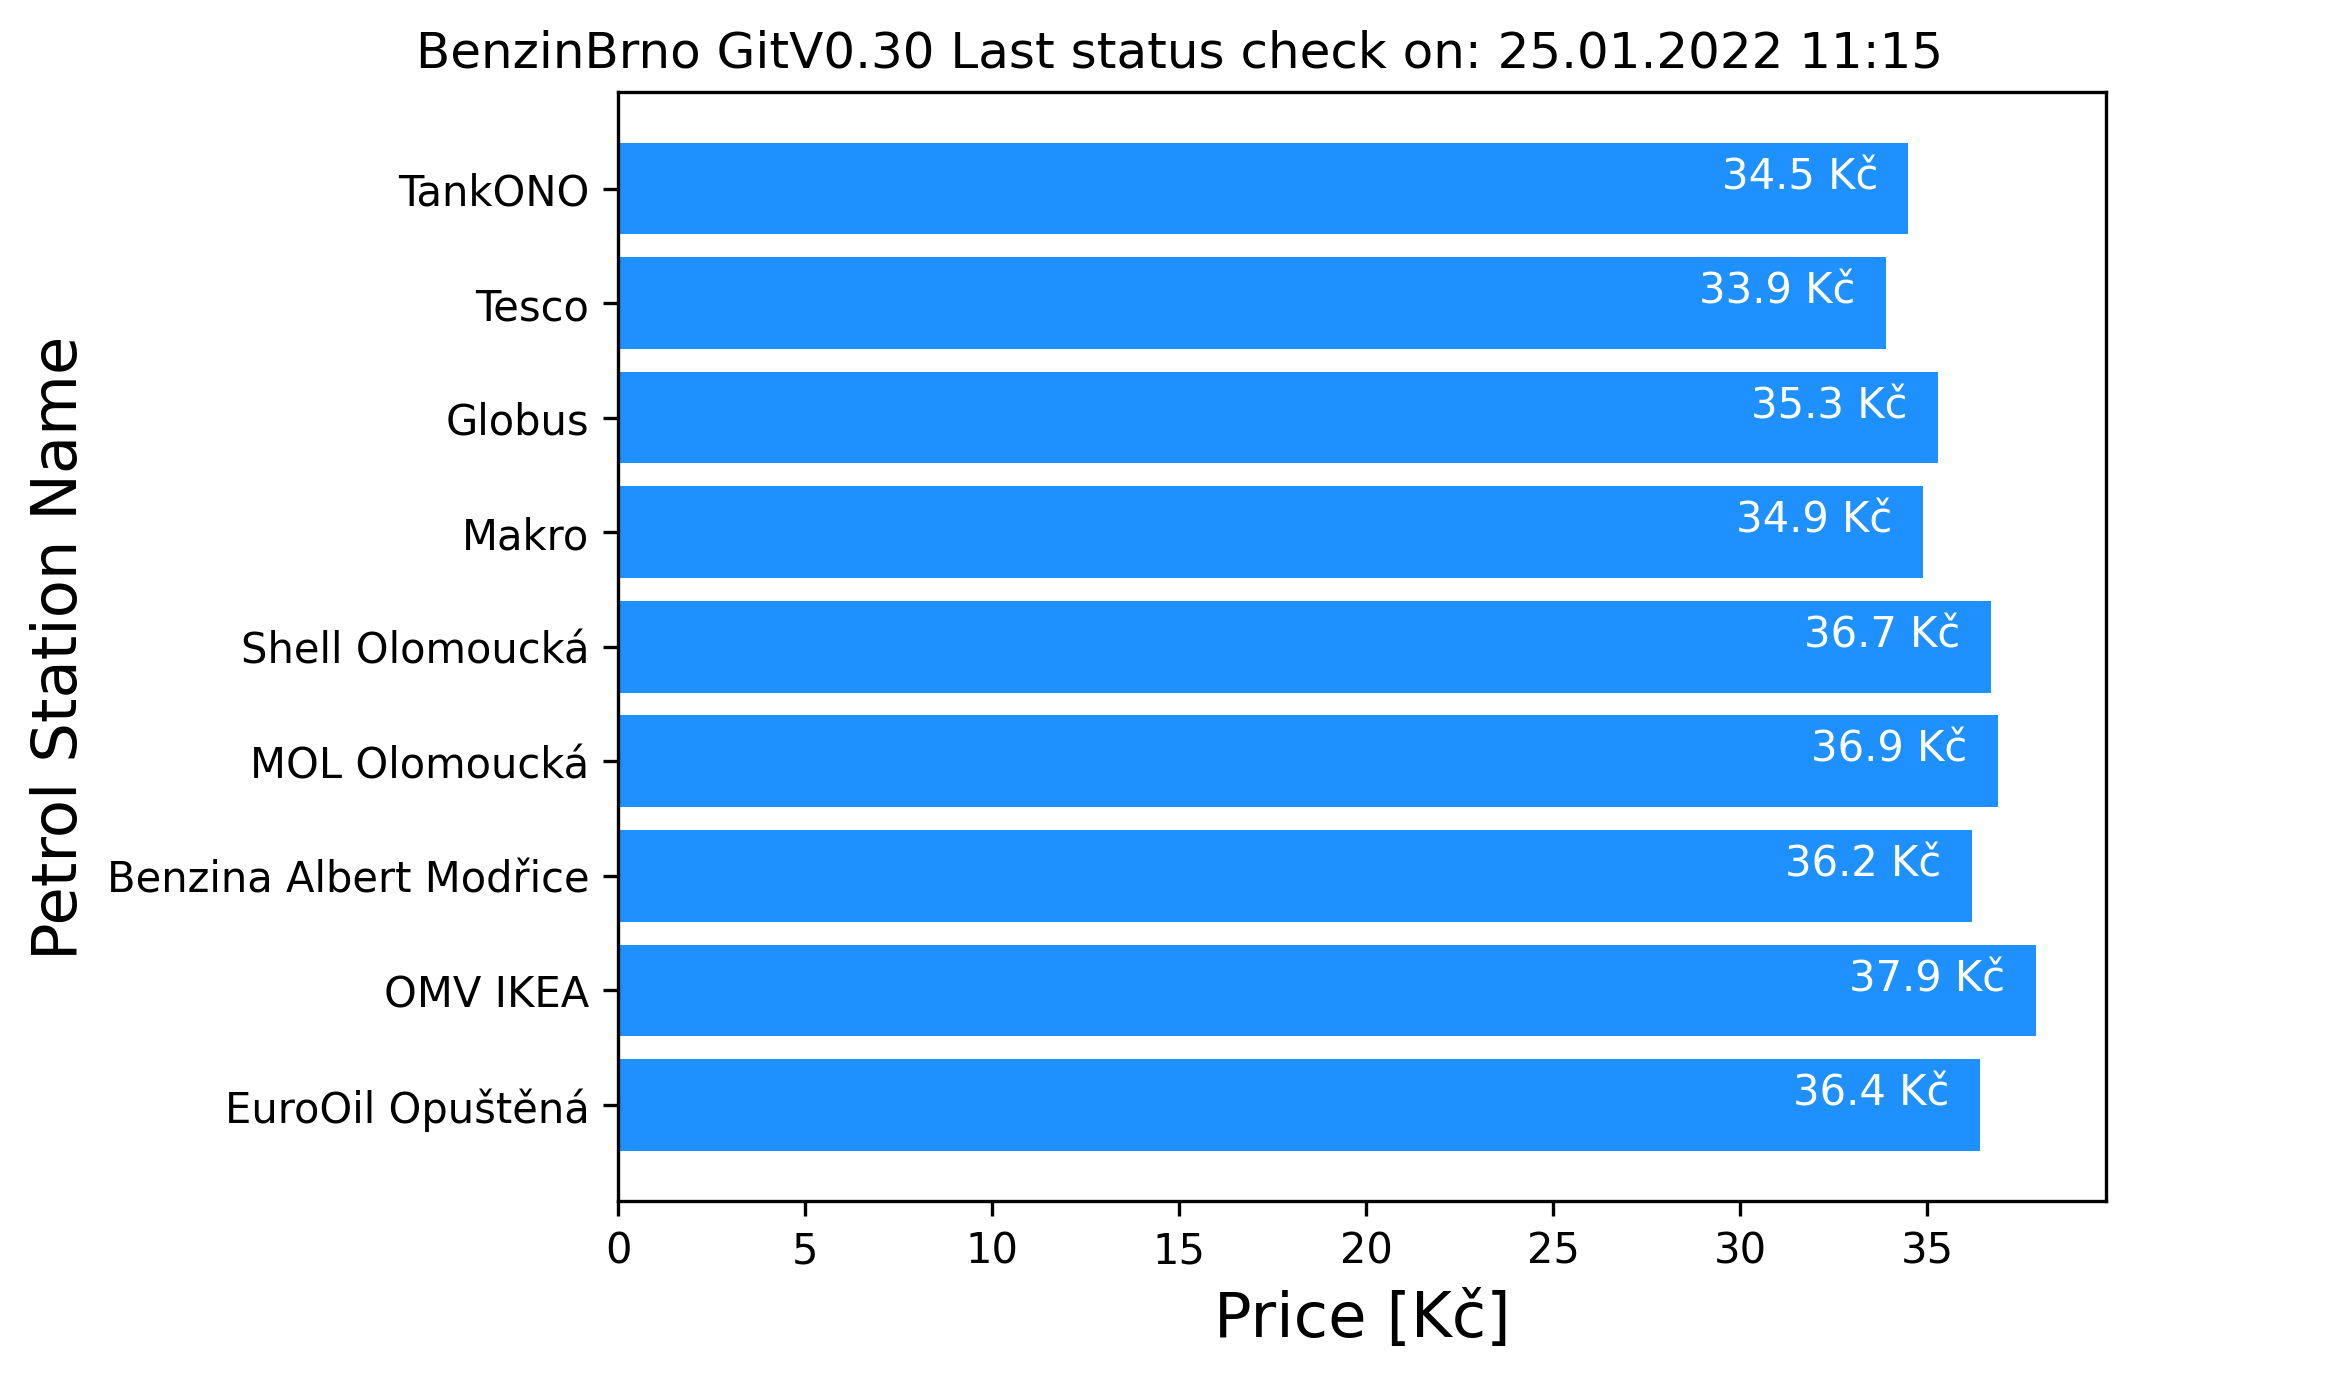 BenzinBrno GitV0.30 Last status check on: 25.01.2022 11:15
Petrol Station Name
TankONO 34.5 Kč
Tesco 33.9 Kč
Globus 35.3 Kč
Makro 34.9 Kč
Shell Olomoucká 36.7 Kč
MOL Olomoucká 36.9 Kč
Benzina Albert Modřice 36.2 Kč
OMV IKEA 37.9 Kč
EuroOil Opuštěná 36.4 Kč
0 5 10 15 20 25 30 35
Price [Kč]